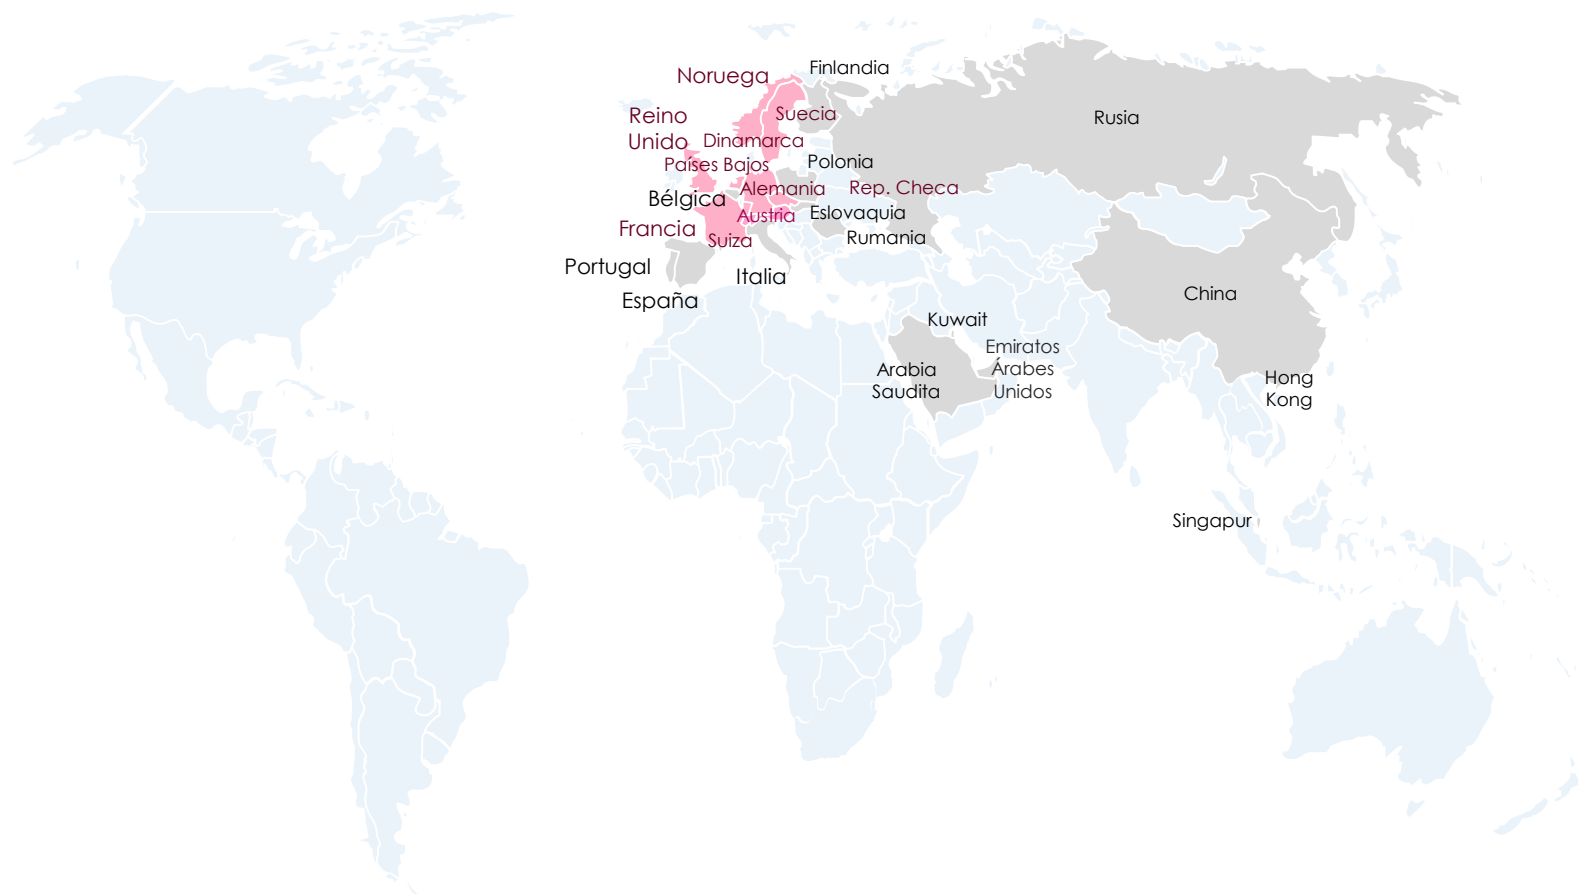 Finlandia
Noruega
Suecia
Rusia
Reino
Unido
Dinamarca
Polonia
Países Bajos
Alemania
Rep. Checa
Bélgica
Austria
Eslovaquia
Francia
Suiza
Rumania
Portugal
Italia
España
China
Kuwait
Emiratos
Árabes
Unidos
Arabia
Saudita
Hong
Kong
Singapur